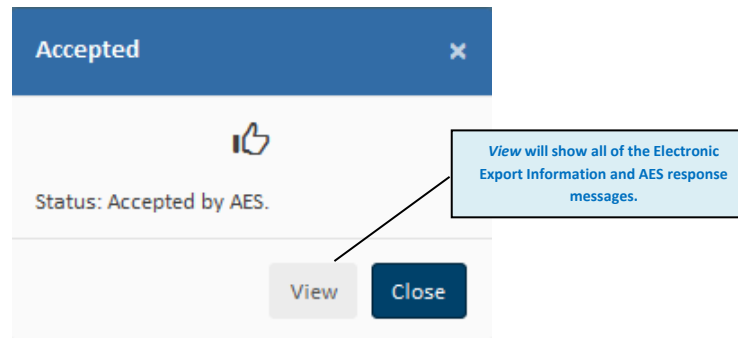 Accepted ×
View will show all of the Electronic
Export Information and AES response
messages.
Status: Accepted by AES.
View Close